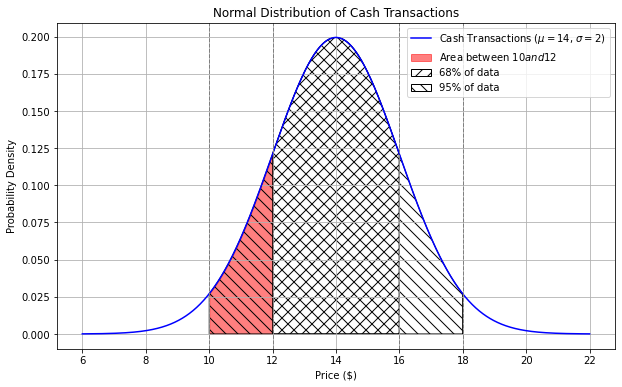 Normal Distribution of Cash Transactions
Cash Transactions (μ = 14, σ = 2)
Area between 10and12
68% of data
95% of data
0.200
0.175
0.150
0.125
0.100
0.075
0.050
0.025
0.000
Probability Density
6 8 10 12 14 16 18 20 22
Price ($)